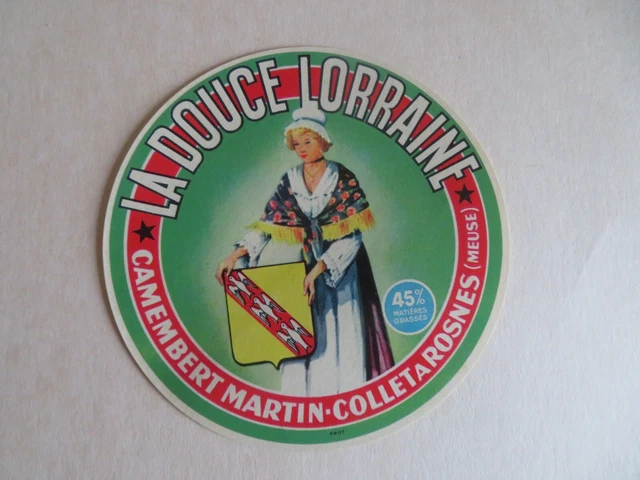 LA DOUCE LORRAINE
★ CAMEMBERT MARTIN·COLLET A ROSNES (MEUSE) ★
45%
MATIÈRES
GRASSES